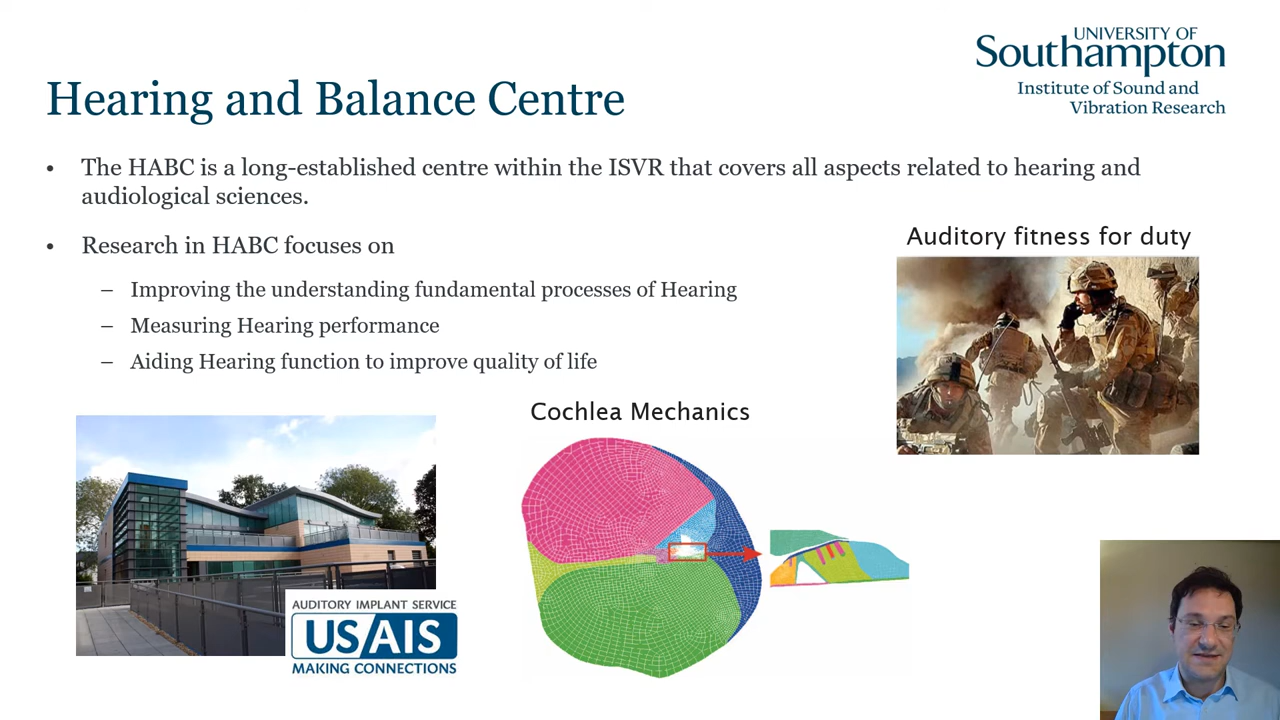 UNIVERSITY OF
Southampton
Institute of Sound and
Vibration Research
Hearing and Balance Centre
• The HABC is a long-established centre within the ISVR that covers all aspects related to hearing and
audiological sciences.
• Research in HABC focuses on
– Improving the understanding fundamental processes of Hearing
– Measuring Hearing performance
– Aiding Hearing function to improve quality of life
Auditory fitness for duty
Cochlea Mechanics
AUDITORY IMPLANT SERVICE
USAIS
MAKING CONNECTIONS